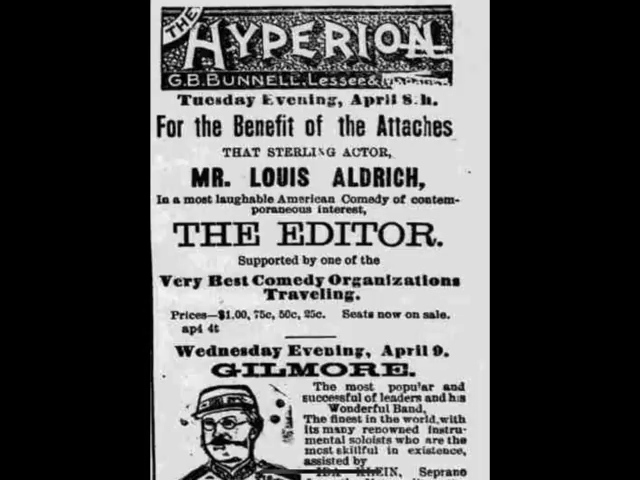 THE
HYPERION
G.B.BUNNELL, Lessee & MANAGER.
Tuesday Evening, April 8.h.
For the Benefit of the Attaches
THAT STERLING ACTOR,
MR. LOUIS ALDRICH,
In a most laughable American Comedy of contem-
poraneous interest,
THE EDITOR.
Supported by one of the
Very Best Comedy Organizations
Traveling.
Prices—$1.00, 75c, 50c, 25c. Seats now on sale.
ap4 4t
Wednesday Evening, April 9.
GILMORE.
The most popular and
successful of leaders and his
Wonderful Band,
The finest in the world, with
its many renowned instru-
mental soloists who are the
most skillful in existence,
assisted by
IDA KLEIN, Seprano